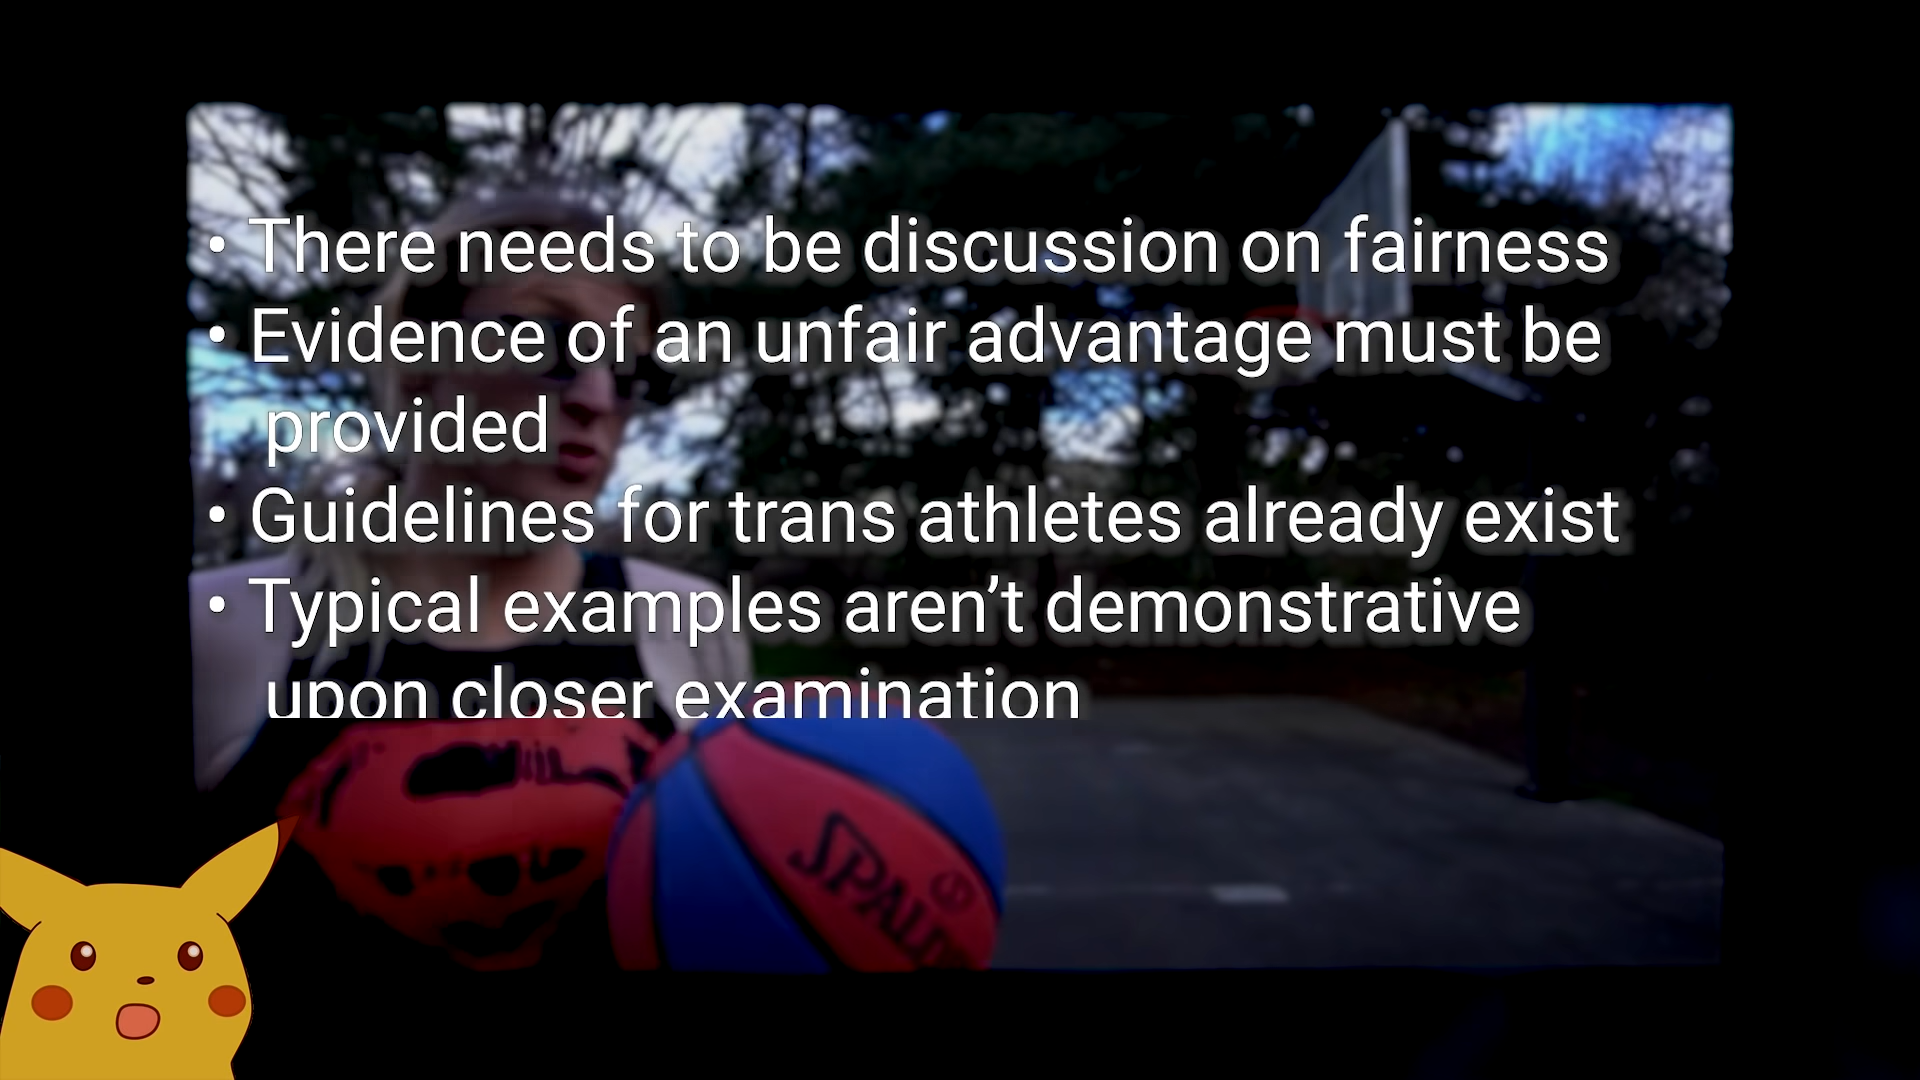 • There needs to be discussion on fairness
• Evidence of an unfair advantage must be
provided
• Guidelines for trans athletes already exist
• Typical examples aren’t demonstrative
upon closer examination
SPALDING